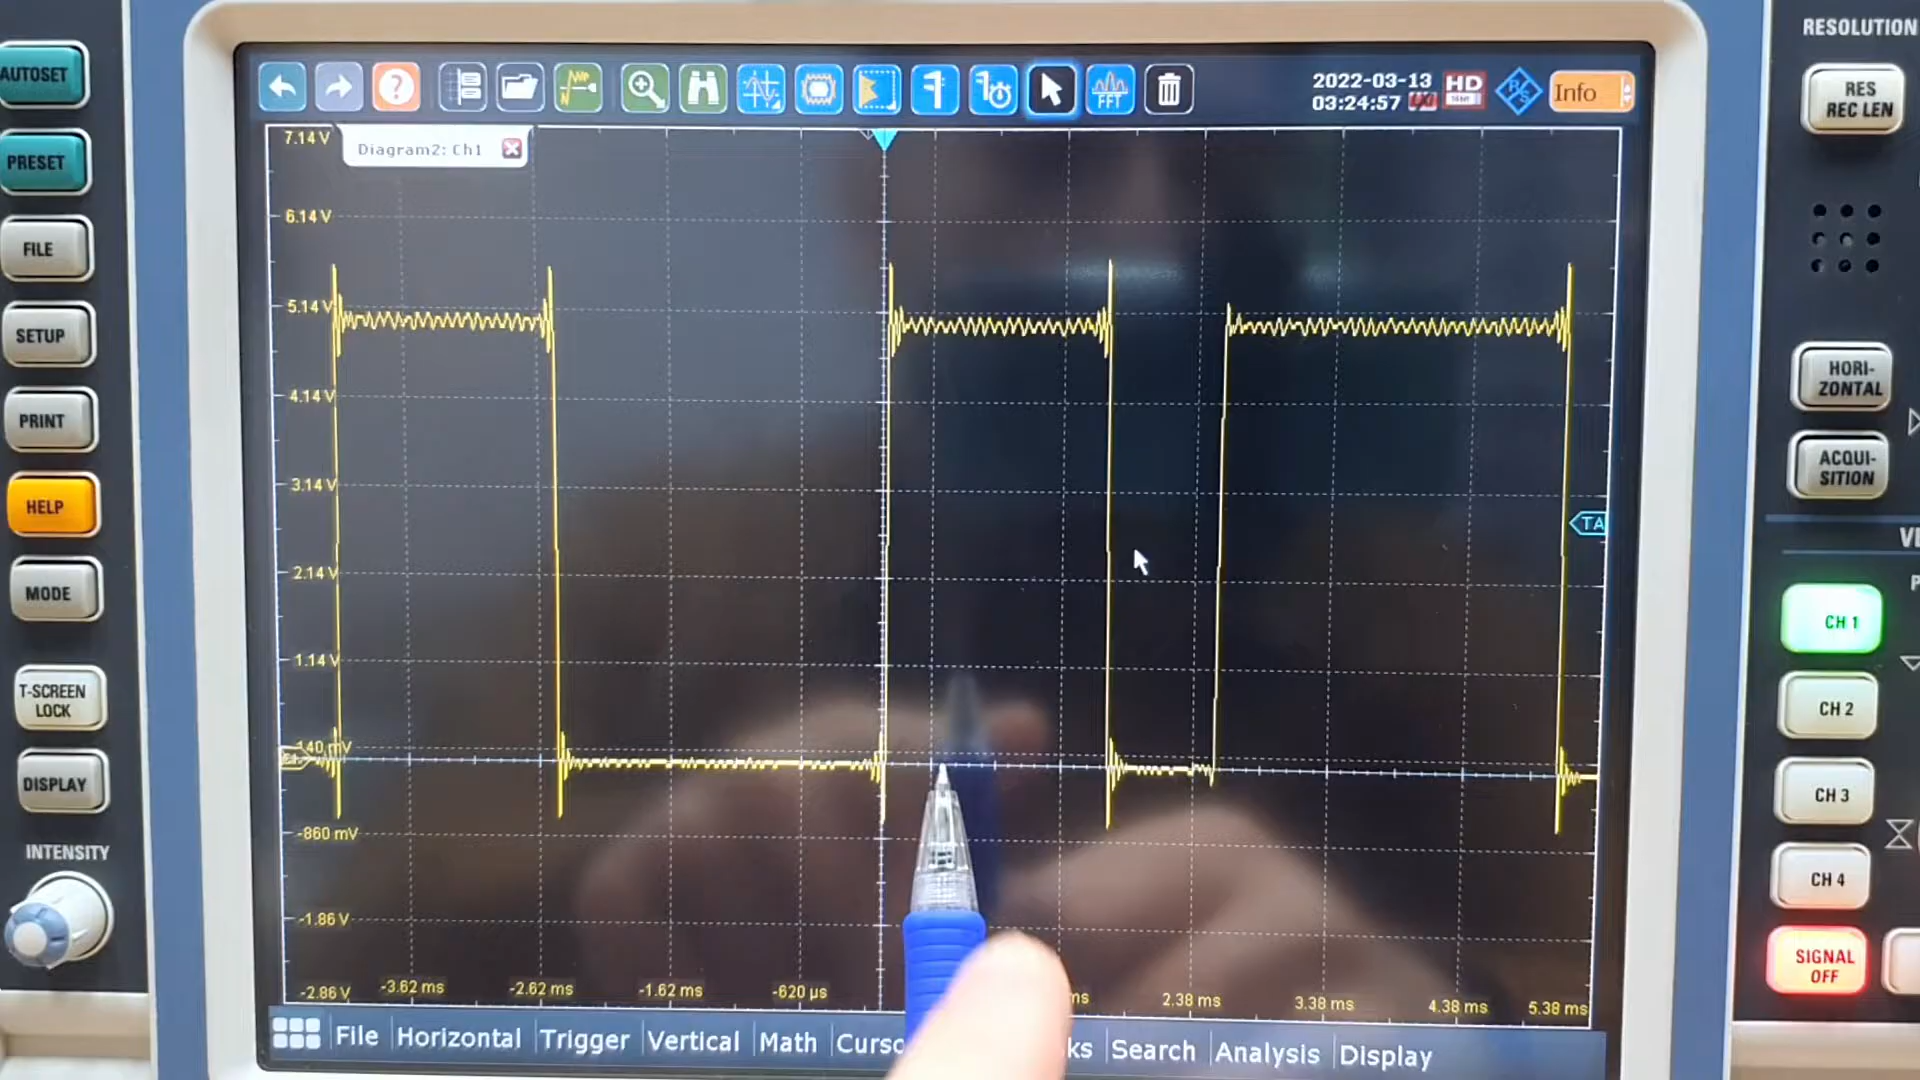 AUTOSET
PRESET
FILE
SETUP
PRINT
HELP
MODE
T-SCREEN
LOCK
DISPLAY
INTENSITY
FFT
2022-03-13
03:24:57
HD
R/S
Info
7.14 V
Diagram2: Ch1
6.14 V
5.14 V
4.14 V
3.14 V
2.14 V
1.14 V
140 mV
-860 mV
-1.86 V
-2.86 V
TA
-3.62 ms
-2.62 ms
-1.62 ms
-620 µs
ms
2.38 ms
3.38 ms
4.38 ms
5.38 ms
File
Horizontal
Trigger
Vertical
Math
Curso
ks
Search
Analysis
Display
RESOLUTION
RES
REC LEN
HORI-
ZONTAL
ACQUI-
SITION
CH 1
CH 2
CH 3
CH 4
SIGNAL
OFF